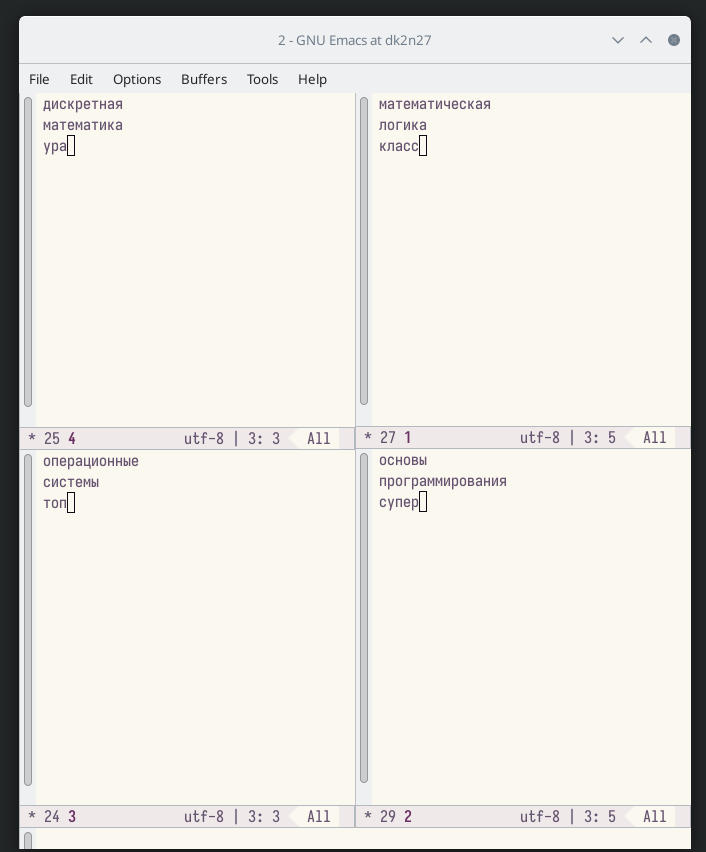 2 - GNU Emacs at dk2n27
File Edit Options Buffers Tools Help
дискретная
математика
ура
* 25 4 utf-8 | 3: 3 All
математическая
логика
класс
* 27 1 utf-8 | 3: 5 All
операционные
системы
топ
* 24 3 utf-8 | 3: 3 All
основы
программирования
супер
* 29 2 utf-8 | 3: 5 All